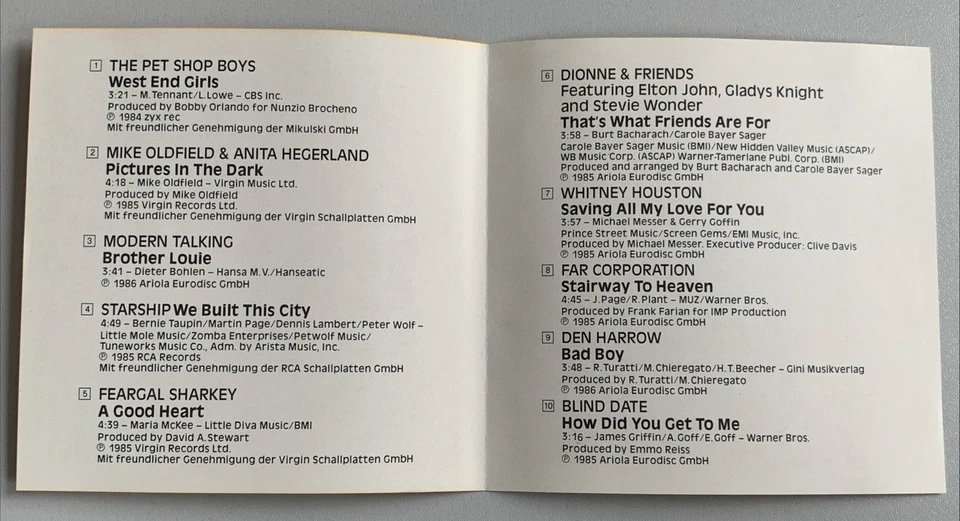 1 THE PET SHOP BOYS
West End Girls
3:21 – M.Tennant/L.Lowe – CBS Inc.
Produced by Bobby Orlando for Nunzio Brocheno
℗ 1984 zyx rec
Mit freundlicher Genehmigung der Mikulski GmbH
2 MIKE OLDFIELD & ANITA HEGERLAND
Pictures In The Dark
4:18 – Mike Oldfield – Virgin Music Ltd.
Produced by Mike Oldfield
℗ 1985 Virgin Records Ltd.
Mit freundlicher Genehmigung der Virgin Schallplatten GmbH
3 MODERN TALKING
Brother Louie
3:41 – Dieter Bohlen – Hansa M.V./Hanseatic
℗ 1986 Ariola Eurodisc GmbH
4 STARSHIP We Built This City
4:49 – Bernie Taupin/Martin Page/Dennis Lambert/Peter Wolf –
Little Mole Music/Zomba Enterprises/Petwolf Music/
Tuneworks Music Co., Adm. by Arista Music, Inc.
℗ 1985 RCA Records
Mit freundlicher Genehmigung der RCA Schallplatten GmbH
5 FEARGAL SHARKEY
A Good Heart
4:39 – Maria McKee – Little Diva Music/BMI
Produced by David A.Stewart
℗ 1985 Virgin Records Ltd.
Mit freundlicher Genehmigung der Virgin Schallplatten GmbH
6 DIONNE & FRIENDS
Featuring Elton John, Gladys Knight
and Stevie Wonder
That's What Friends Are For
3:58 – Burt Bacharach/Carole Bayer Sager
Carole Bayer Sager Music (BMI)/New Hidden Valley Music (ASCAP)/
WB Music Corp. (ASCAP) Warner-Tamerlane Publ. Corp. (BMI)
Produced and arranged by Burt Bacharach and Carole Bayer Sager
℗ 1985 Ariola Eurodisc GmbH
7 WHITNEY HOUSTON
Saving All My Love For You
3:57 – Michael Messer & Gerry Goffin
Prince Street Music/Screen Gems/EMI Music, Inc.
Produced by Michael Messer, Executive Producer: Clive Davis
℗ 1985 Ariola Eurodisc GmbH
8 FAR CORPORATION
Stairway To Heaven
4:45 – J.Page/R.Plant – MUZ/Warner Bros.
Produced by Frank Farian for IMP Production
℗ 1985 Ariola Eurodisc GmbH
9 DEN HARROW
Bad Boy
3:48 – R.Turatti/M.Chieregato/H.T.Beecher – Gini Musikverlag
Produced by R.Turatti/M.Chieregato
℗ 1986 Ariola Eurodisc GmbH
10 BLIND DATE
How Did You Get To Me
3:16 – James Griffin/A.Goff/E.Goff – Warner Bros.
Produced by Emmo Reiss
℗ 1985 Ariola Eurodisc GmbH